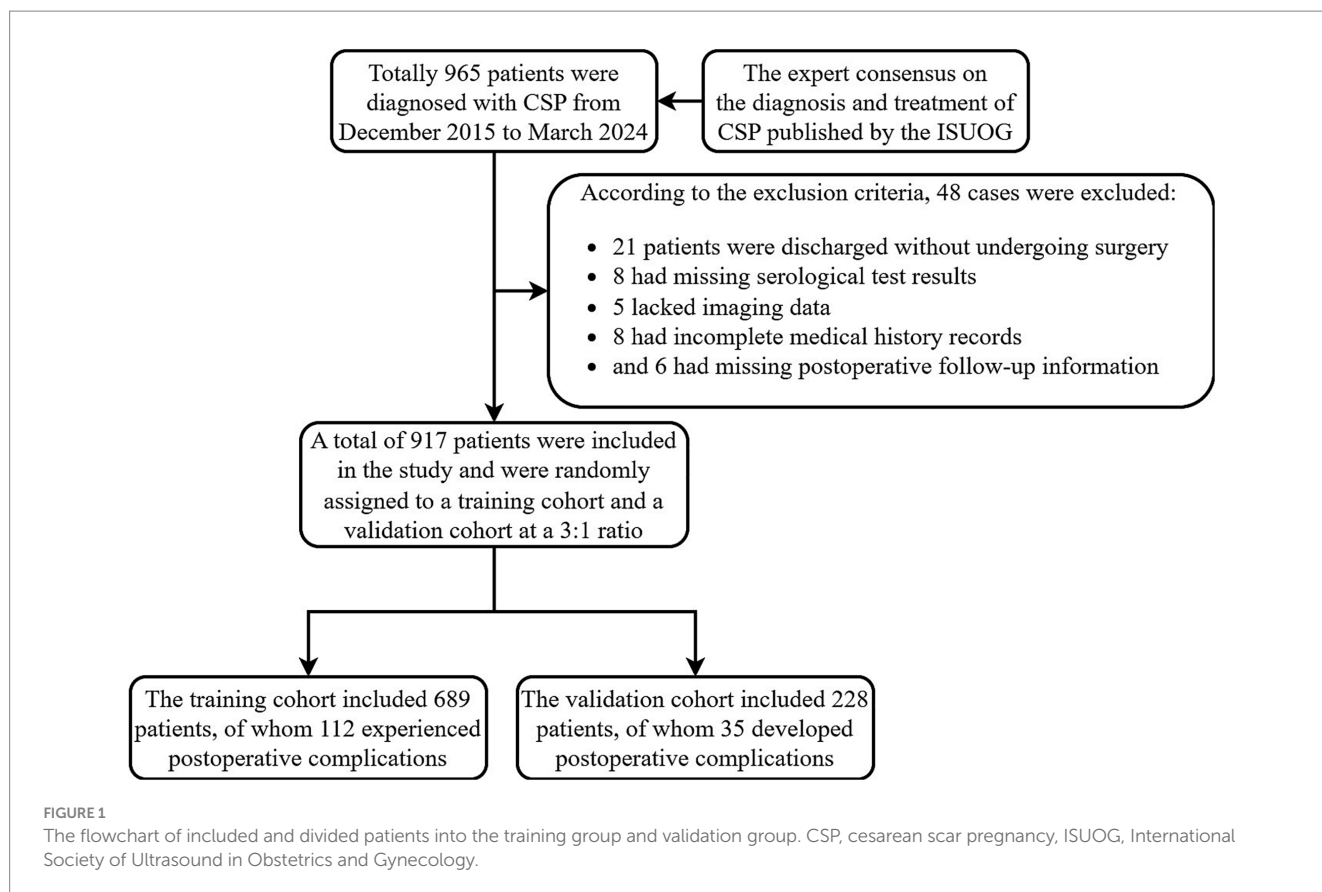 Totally 965 patients were
diagnosed with CSP from
December 2015 to March 2024
The expert consensus on
the diagnosis and treatment of
CSP published by the ISUOG
According to the exclusion criteria, 48 cases were excluded:
• 21 patients were discharged without undergoing surgery
• 8 had missing serological test results
• 5 lacked imaging data
• 8 had incomplete medical history records
• and 6 had missing postoperative follow-up information
A total of 917 patients were included
in the study and were randomly
assigned to a training cohort and a
validation cohort at a 3:1 ratio
The training cohort included 689
patients, of whom 112 experienced
postoperative complications
The validation cohort included 228
patients, of whom 35 developed
postoperative complications
FIGURE 1
The flowchart of included and divided patients into the training group and validation group. CSP, cesarean scar pregnancy, ISUOG, International
Society of Ultrasound in Obstetrics and Gynecology.